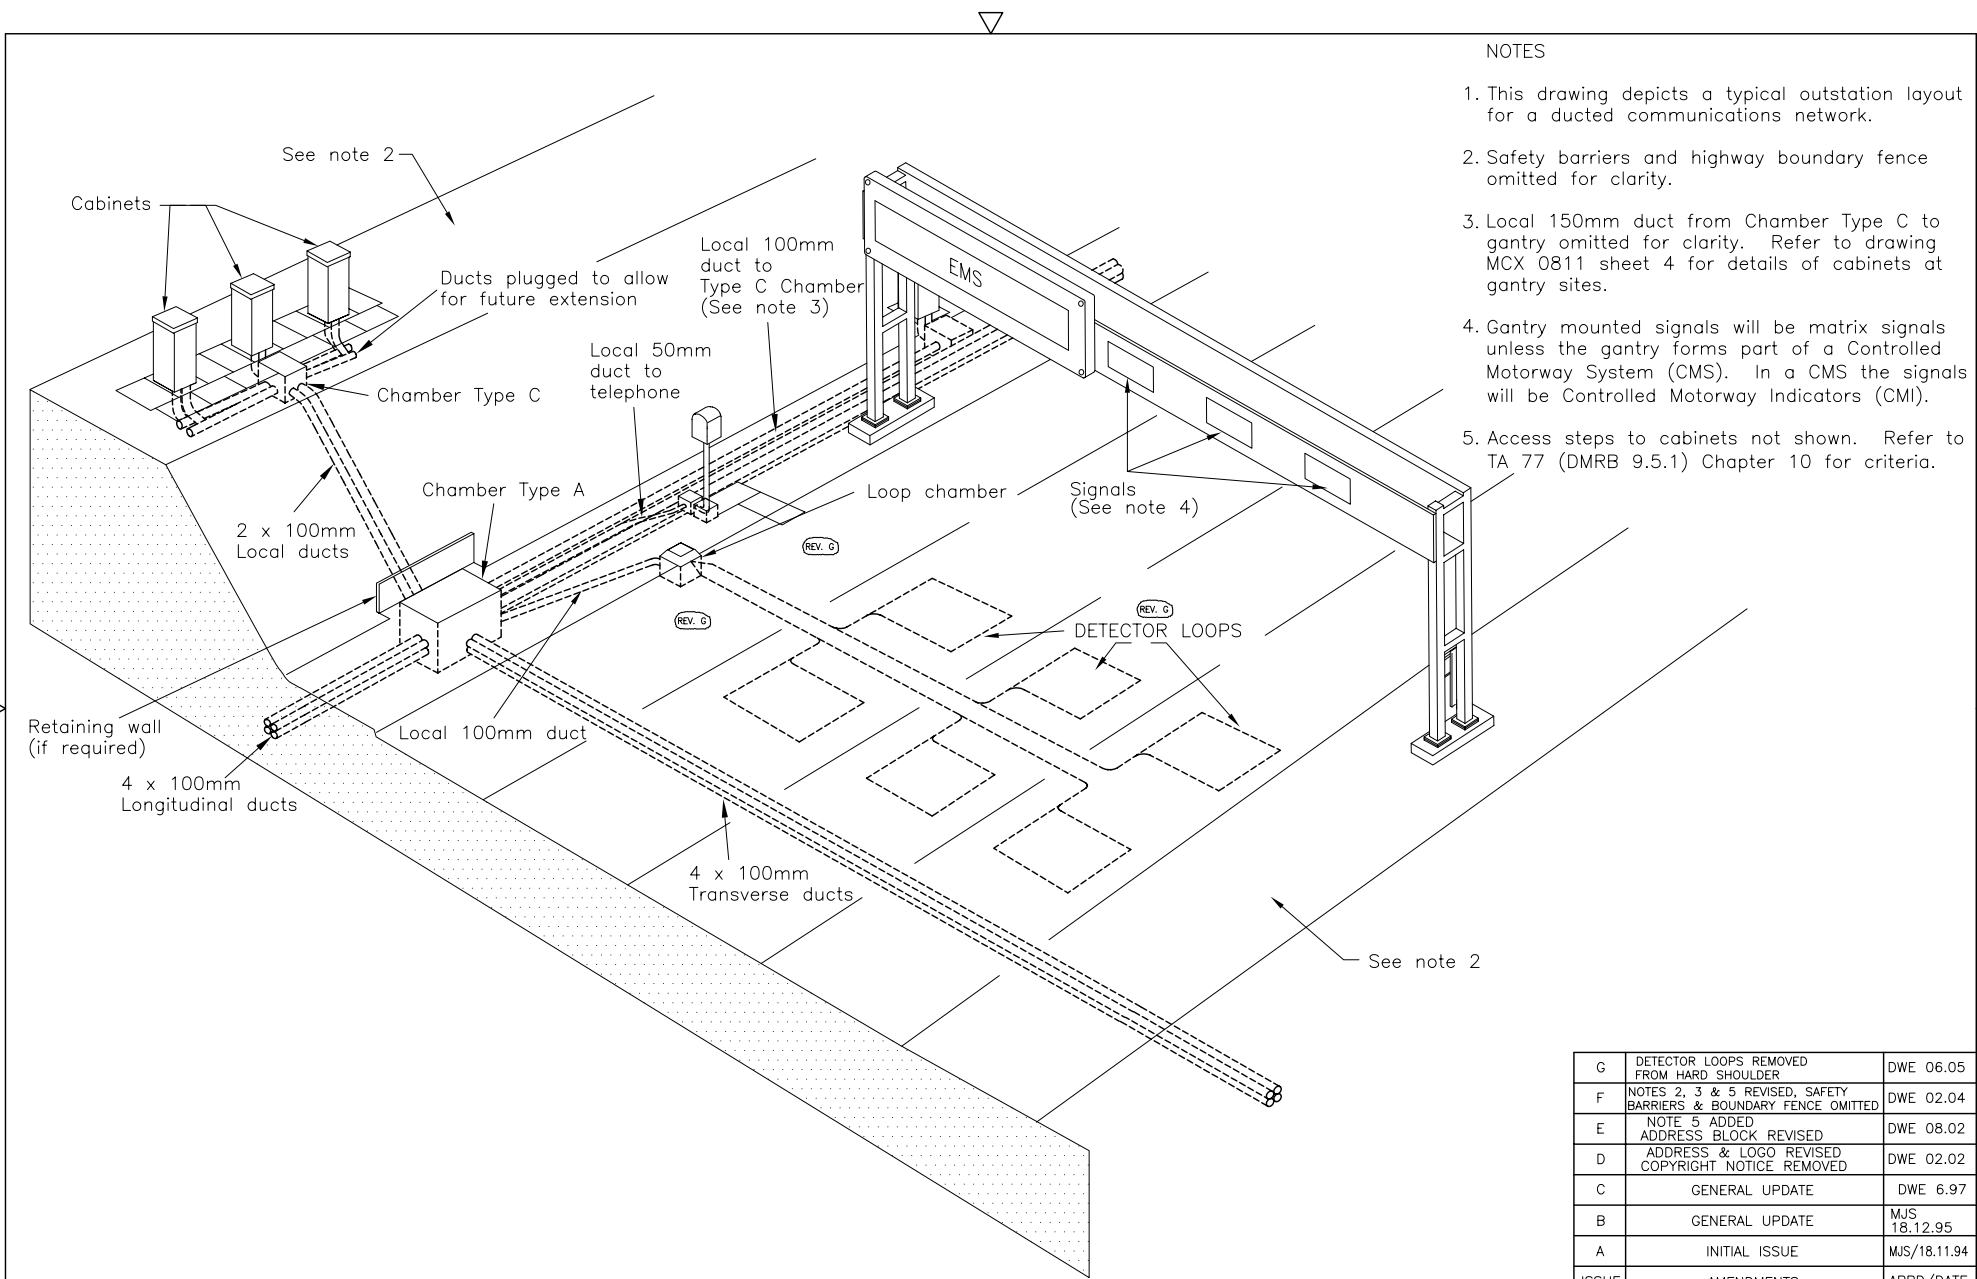 NOTES
1. This drawing depicts a typical outstation layout
for a ducted communications network.
2. Safety barriers and highway boundary fence
omitted for clarity.
3. Local 150mm duct from Chamber Type C to
gantry omitted for clarity. Refer to drawing
MCX 0811 sheet 4 for details of cabinets at
gantry sites.
4. Gantry mounted signals will be matrix signals
unless the gantry forms part of a Controlled
Motorway System (CMS). In a CMS the signals
will be Controlled Motorway Indicators (CMI).
5. Access steps to cabinets not shown. Refer to
TA 77 (DMRB 9.5.1) Chapter 10 for criteria.
See note 2
Cabinets
Ducts plugged to allow
for future extension
Local 100mm
duct to
Type C Chamber
(See note 3)
EMS
Local 50mm
duct to
telephone
Chamber Type C
Chamber Type A
Loop chamber
Signals
(See note 4)
2 x 100mm
Local ducts
REV. G
REV. G
REV. G
DETECTOR LOOPS
Retaining wall
(if required)
Local 100mm duct
4 x 100mm
Longitudinal ducts
4 x 100mm
Transverse ducts
See note 2
G DETECTOR LOOPS REMOVED
FROM HARD SHOULDER DWE 06.05
F NOTES 2, 3 & 5 REVISED, SAFETY
BARRIERS & BOUNDARY FENCE OMITTED DWE 02.04
E NOTE 5 ADDED
ADDRESS BLOCK REVISED DWE 08.02
D ADDRESS & LOGO REVISED
COPYRIGHT NOTICE REMOVED DWE 02.02
C GENERAL UPDATE DWE 6.97
B GENERAL UPDATE MJS
18.12.95
A INITIAL ISSUE MJS/18.11.94
ISSUE AMENDMENTS APPD/DATE